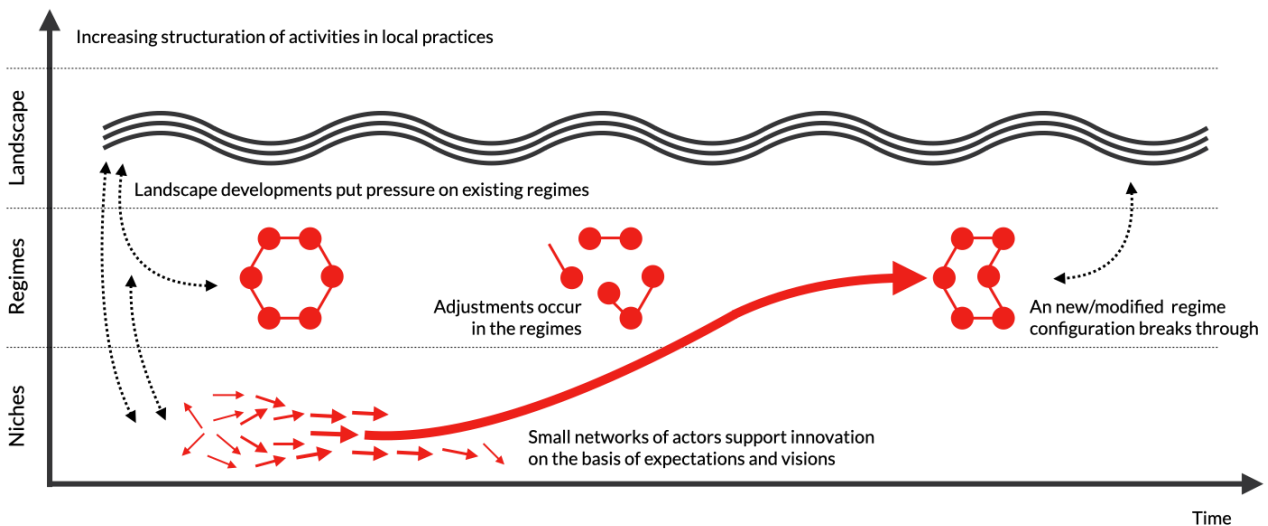 Increasing structuration of activities in local practices
Landscape
Landscape developments put pressure on existing regimes
Regimes
Adjustments occur
in the regimes
An new/modified regime
configuration breaks through
Niches
Small networks of actors support innovation
on the basis of expectations and visions
Time